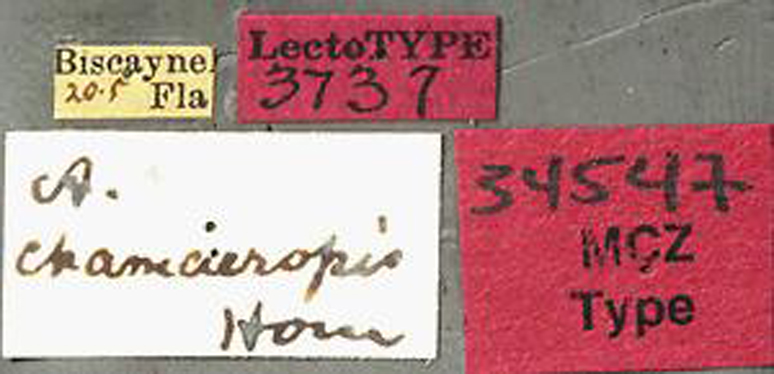 Biscayne
20.5 Fla
LectoTYPE
3737
A.
chamaeropis
Horn
34547
MCZ
Type